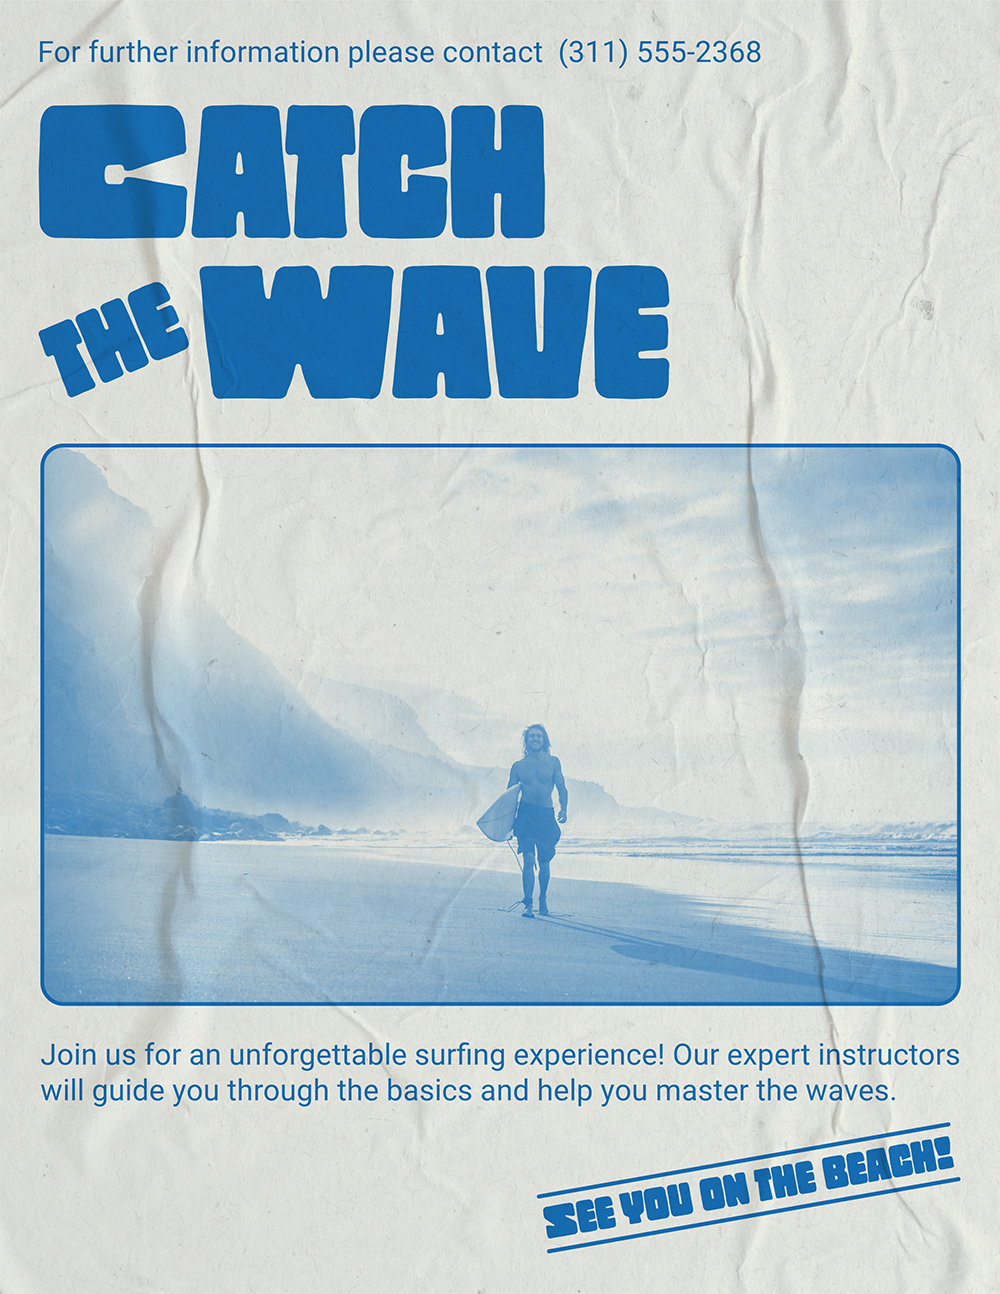 For further information please contact (311) 555-2368
CATCH
THE WAVE
Join us for an unforgettable surfing experience! Our expert instructors
will guide you through the basics and help you master the waves.
SEE YOU ON THE BEACH!